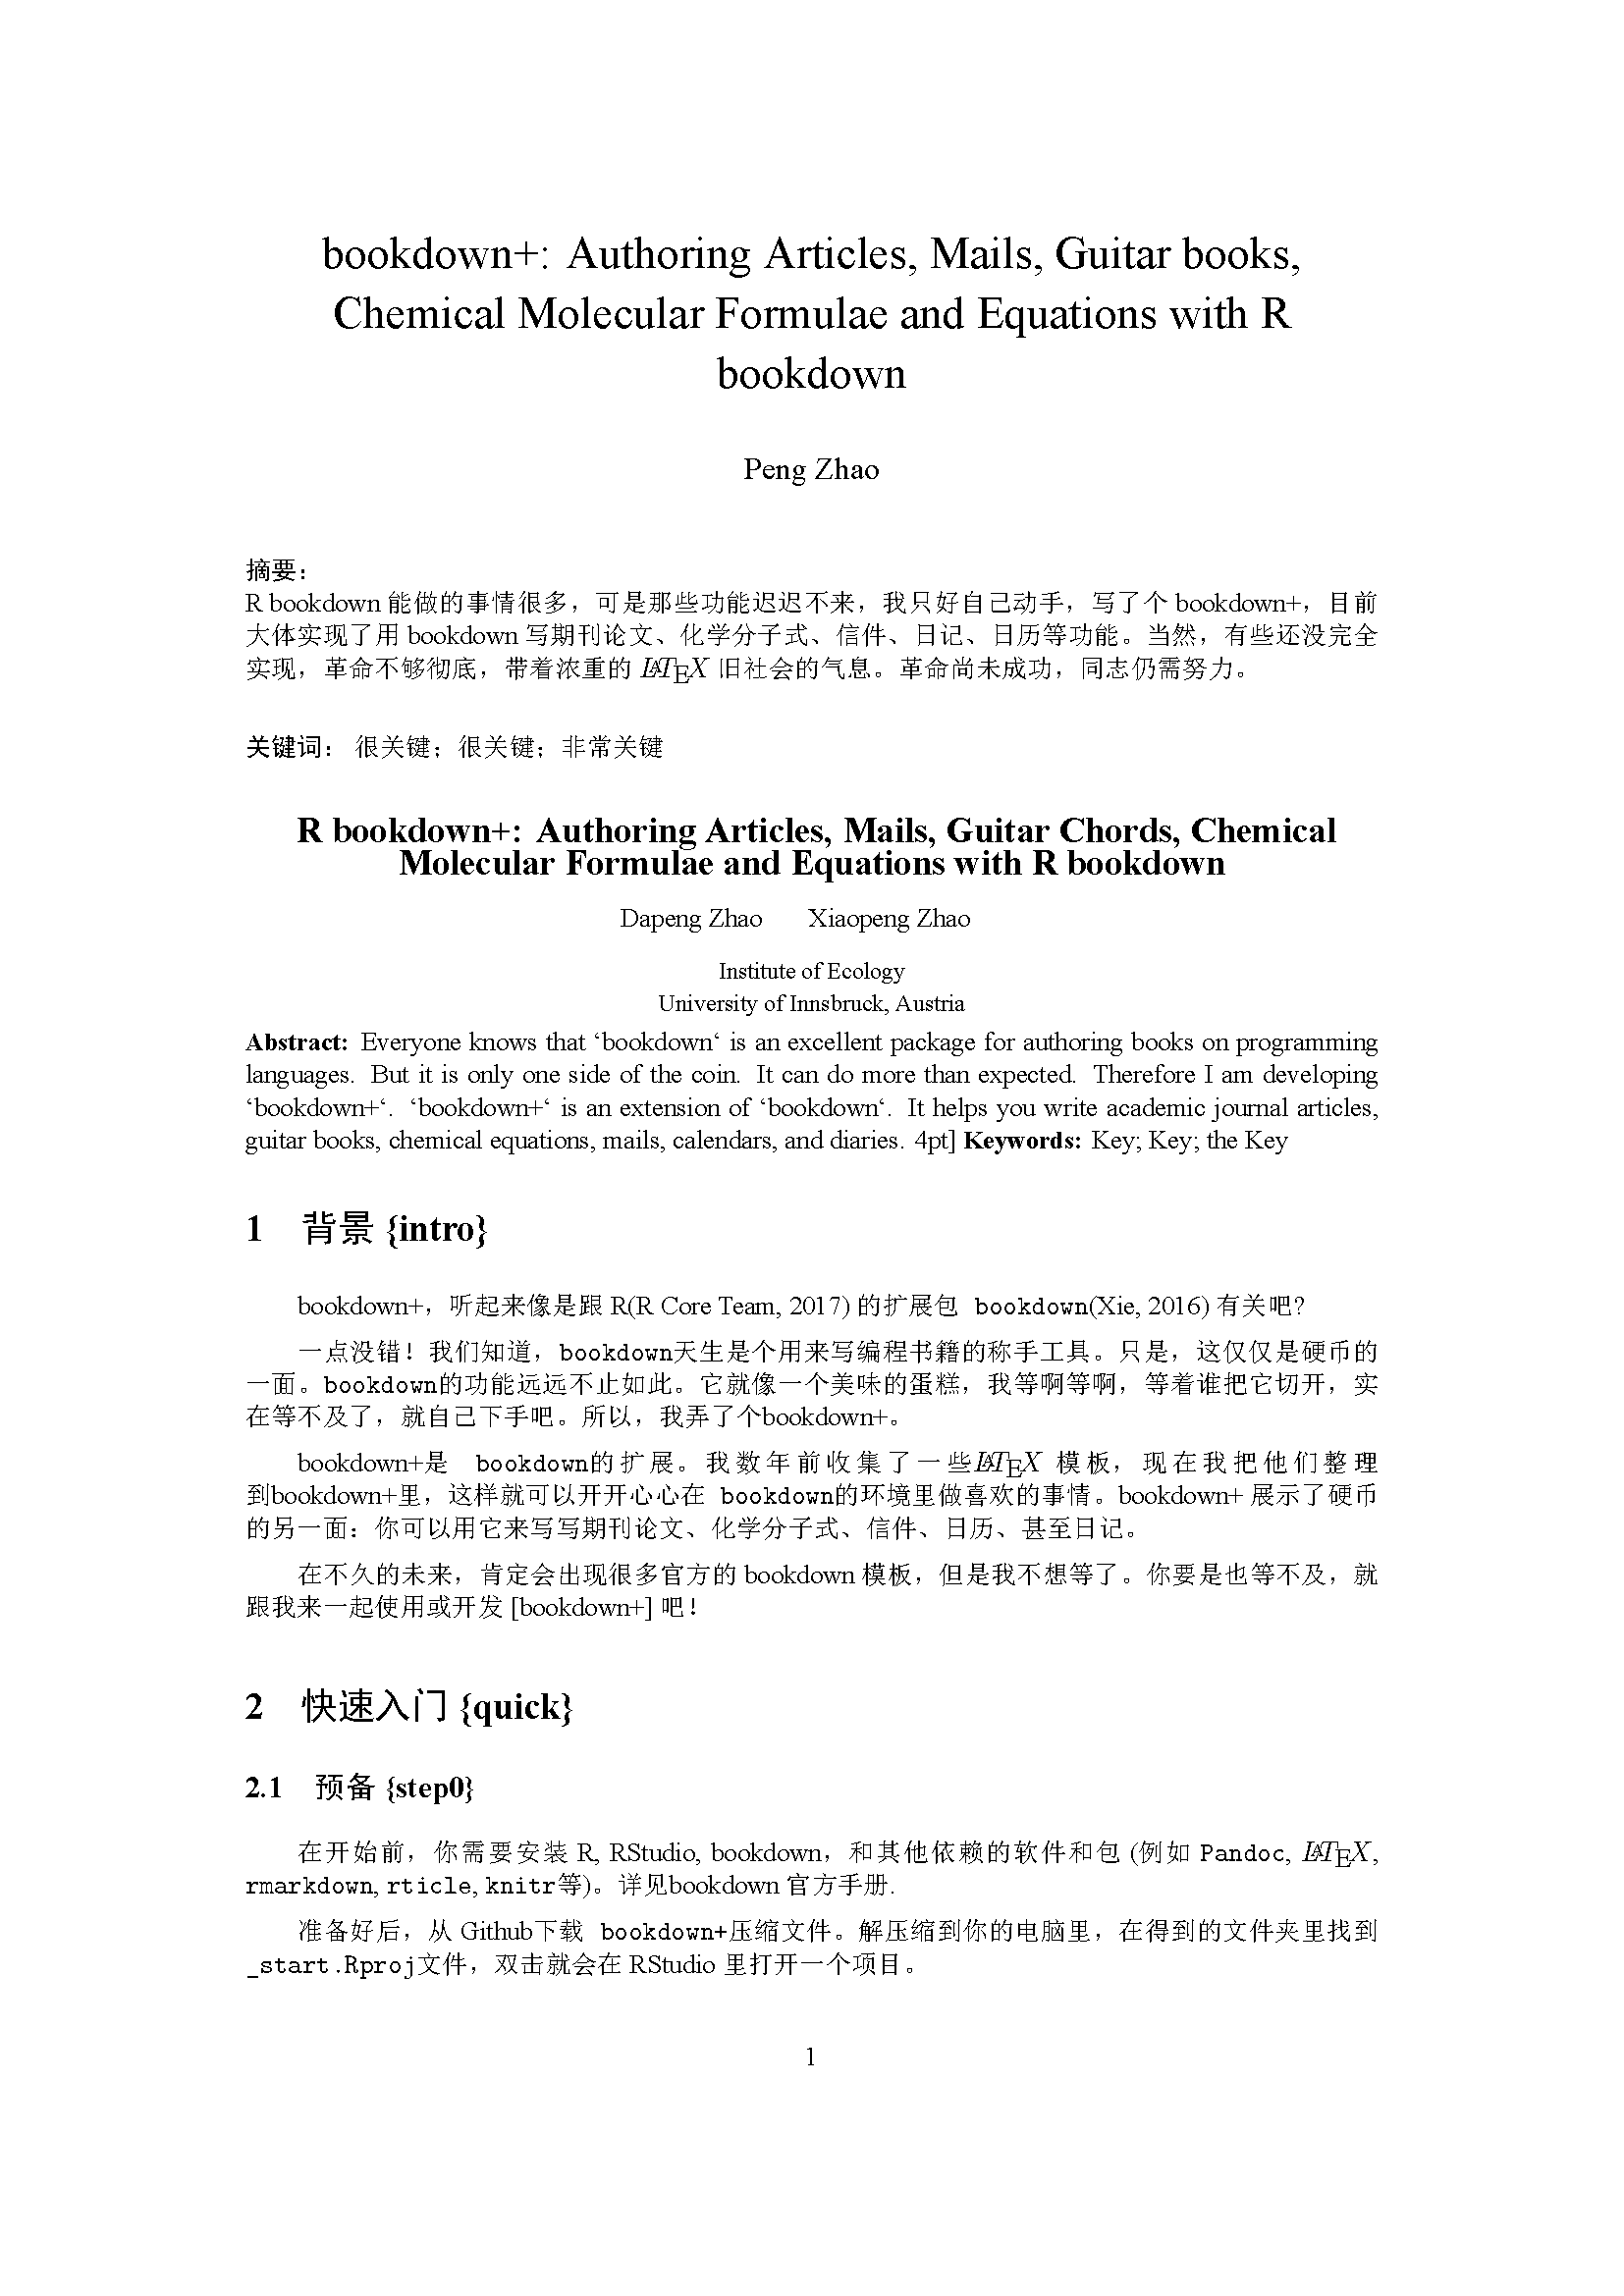 bookdown+: Authoring Articles, Mails, Guitar books,
Chemical Molecular Formulae and Equations with R
bookdown
Peng Zhao
摘要：
R bookdown 能做的事情很多，可是那些功能迟迟不来，我只好自己动手，写了个 bookdown+，目前
大体实现了用 bookdown 写期刊论文、化学分子式、信件、日记、日历等功能。当然，有些还没完全
实现，革命不够彻底，带着浓重的 LATEX 旧社会的气息。革命尚未成功，同志仍需努力。
关键词： 很关键；很关键；非常关键
R bookdown+: Authoring Articles, Mails, Guitar Chords, Chemical
Molecular Formulae and Equations with R bookdown
Dapeng Zhao Xiaopeng Zhao
Institute of Ecology
University of Innsbruck, Austria
Abstract: Everyone knows that ‘bookdown‘ is an excellent package for authoring books on programming
languages. But it is only one side of the coin. It can do more than expected. Therefore I am developing
‘bookdown+‘. ‘bookdown+‘ is an extension of ‘bookdown‘. It helps you write academic journal articles,
guitar books, chemical equations, mails, calendars, and diaries. 4pt] Keywords: Key; Key; the Key
1 背景 {intro}
bookdown+，听起来像是跟 R(R Core Team, 2017) 的扩展包 bookdown(Xie, 2016) 有关吧？
一点没错！我们知道，bookdown天生是个用来写编程书籍的称手工具。只是，这仅仅是硬币的
一面。bookdown的功能远远不止如此。它就像一个美味的蛋糕，我等啊等啊，等着谁把它切开，实
在等不及了，就自己下手吧。所以，我弄了个bookdown+。
bookdown+是 bookdown的扩展。我数年前收集了一些LATEX 模板，现在我把他们整理
到bookdown+里，这样就可以开开心心在 bookdown的环境里做喜欢的事情。bookdown+ 展示了硬币
的另一面：你可以用它来写写期刊论文、化学分子式、信件、日历、甚至日记。
在不久的未来，肯定会出现很多官方的 bookdown 模板，但是我不想等了。你要是也等不及，就
跟我来一起使用或开发 [bookdown+] 吧！
2 快速入门 {quick}
2.1 预备 {step0}
在开始前，你需要安装 R, RStudio, bookdown，和其他依赖的软件和包 (例如 Pandoc, LATEX,
rmarkdown, rticle, knitr等)。详见bookdown 官方手册.
准备好后，从 Github下载 bookdown+压缩文件。解压缩到你的电脑里，在得到的文件夹里找到
_start.Rproj文件，双击就会在 RStudio 里打开一个项目。
1